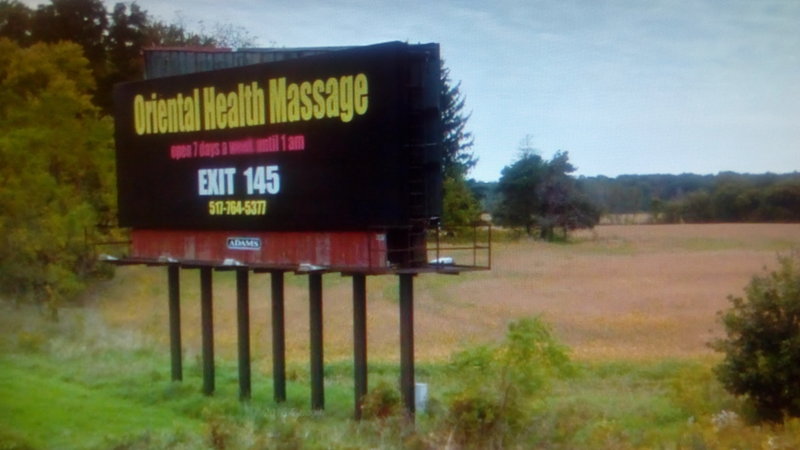 Oriental Health Massage
open 7 days a week until 1 am
EXIT 145
517-764-5377
ADAMS